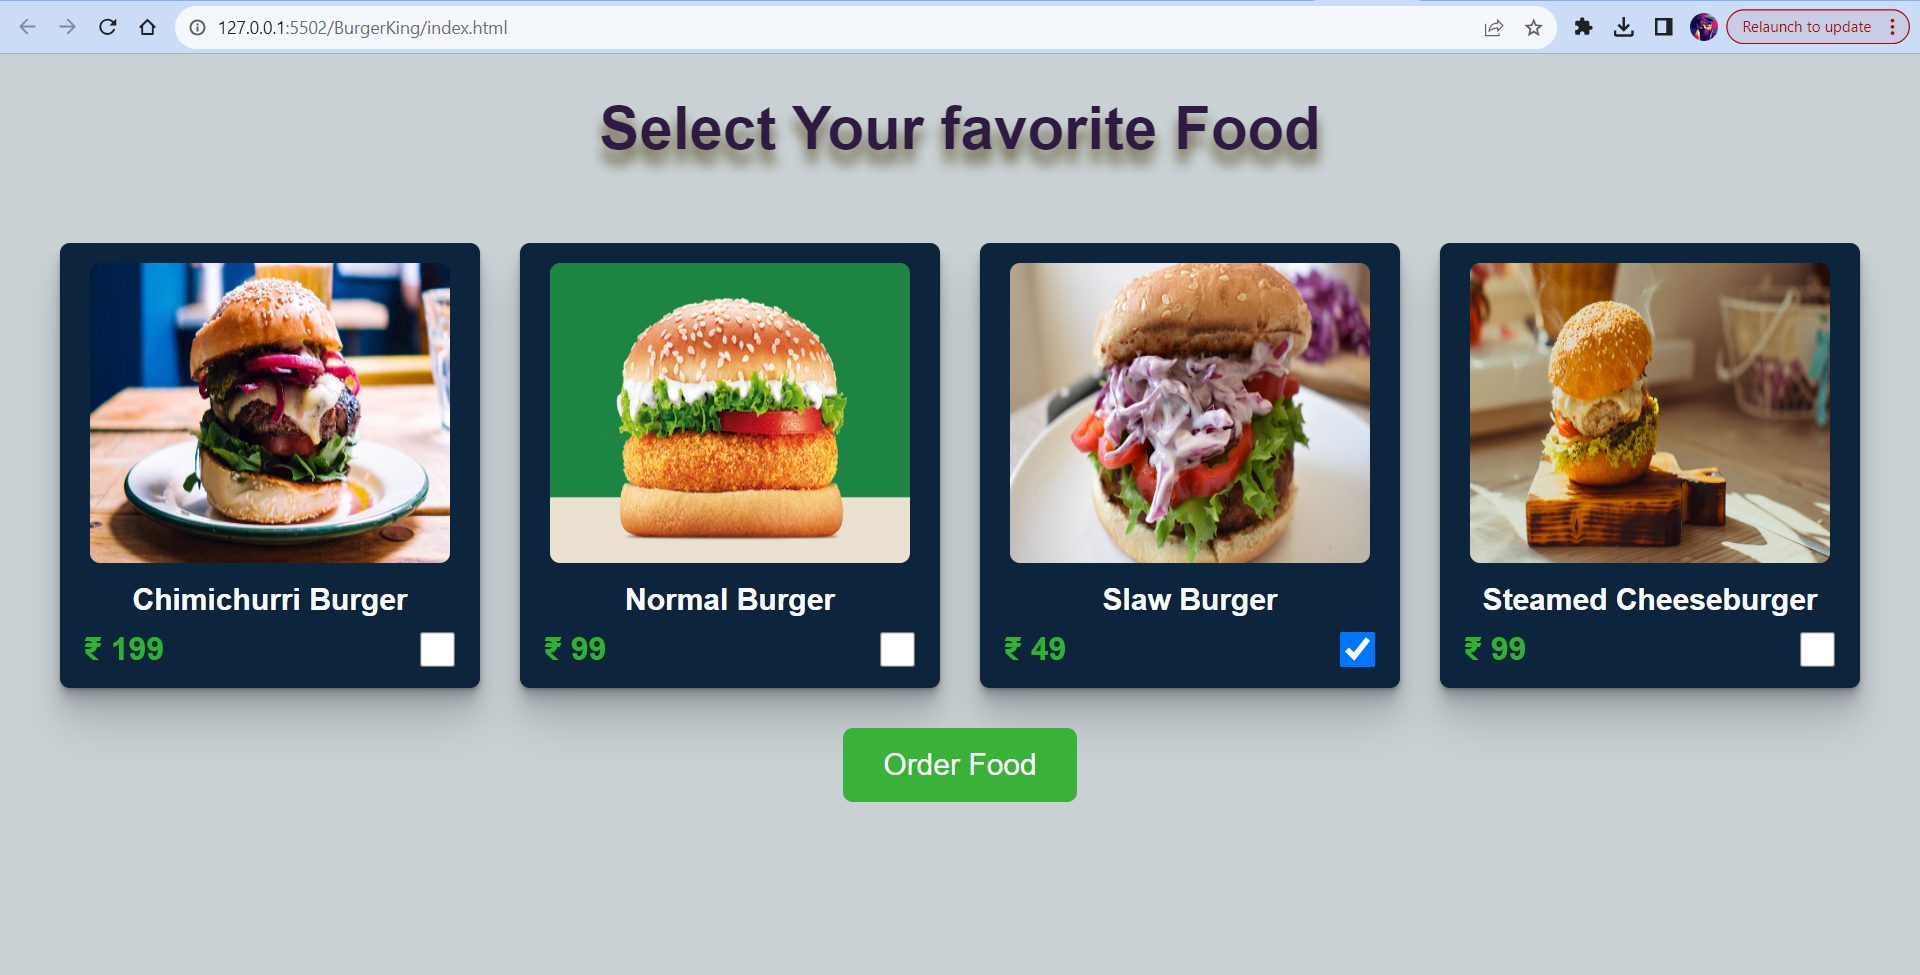 127.0.0.1:5502/BurgerKing/index.html
Relaunch to update
Select Your favorite Food
Chimichurri Burger
Normal Burger
Slaw Burger
Steamed Cheeseburger
₹ 199
₹ 99
₹ 49
₹ 99
Order Food